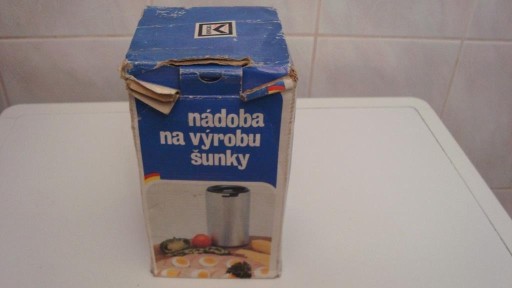 nádoba
na výrobu
šunky